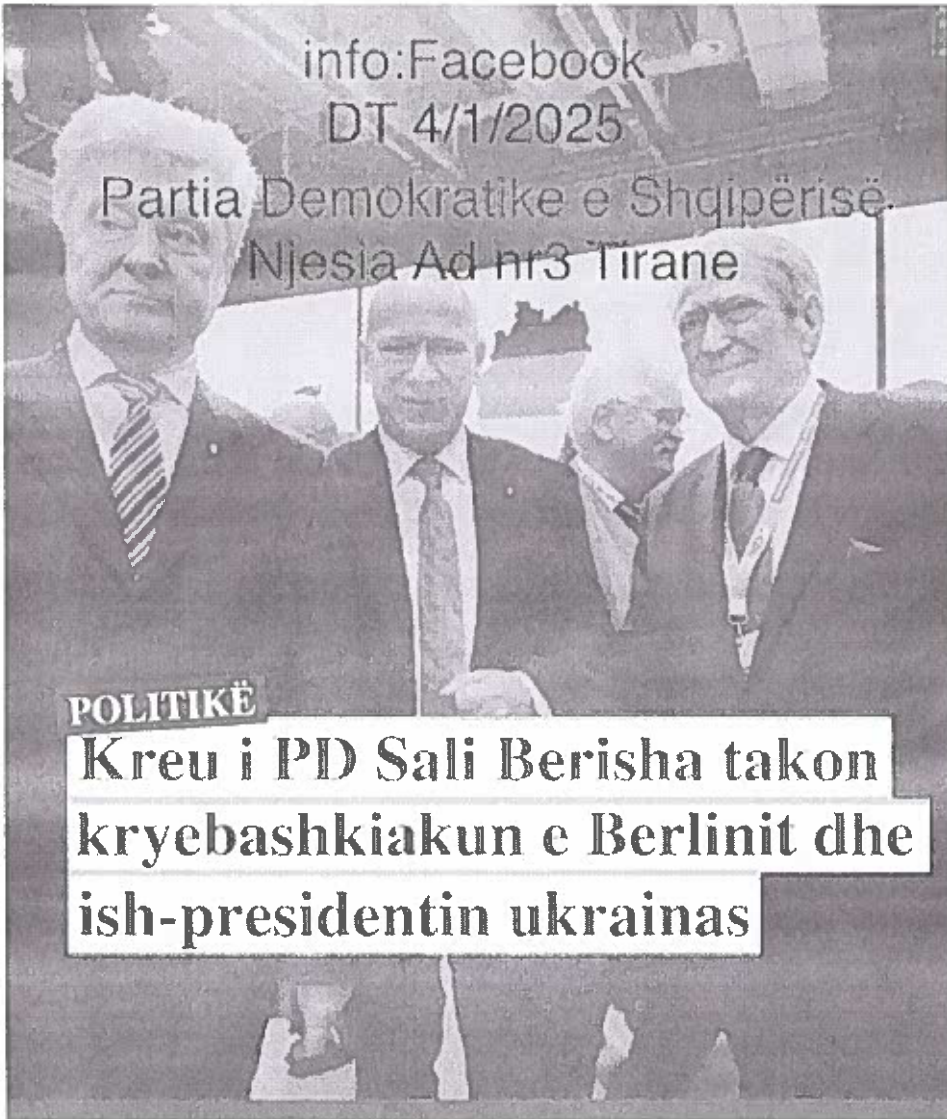 info:Facebook
DT 4/1/2025
Partia Demokratike e Shqipërisë.
Njesia Ad nr3 Tirane
POLITIKË
Kreu i PD Sali Berisha takon
kryebashkiakun e Berlinit dhe
ish-presidentin ukrainas